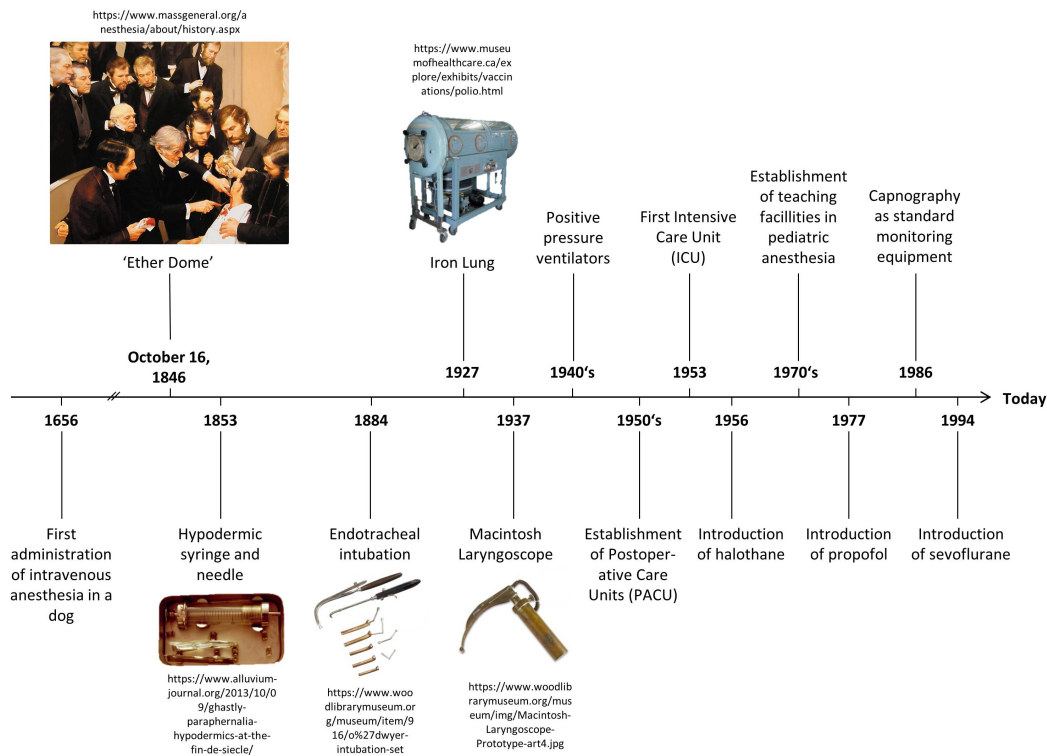 https://www.massgeneral.org/a
nesthesia/about/history.aspx
https://www.museu
mofhealthcare.ca/ex
plore/exhibits/vaccin
ations/polio.html
'Ether Dome'
Iron Lung
Positive
pressure
ventilators
First Intensive
Care Unit
(ICU)
Establishment
of teaching
facillities in
pediatric
anesthesia
Capnography
as standard
monitoring
equipment
October 16,
1846
1927
1940‘s
1953
1970‘s
1986
Today
1656
1853
1884
1937
1950‘s
1956
1977
1994
First
administration
of intravenous
anesthesia in a
dog
Hypodermic
syringe and
needle
Endotracheal
intubation
Macintosh
Laryngoscope
Establishment
of Postoper-
ative Care
Units (PACU)
Introduction
of halothane
Introduction
of propofol
Introduction
of sevoflurane
https://www.alluvium-
journal.org/2013/10/0
9/ghastly-
paraphernalia-
hypodermics-at-the-
fin-de-siecle/
https://www.woo
dlibrarymuseum.or
g/museum/item/9
16/o%27dwyer-
intubation-set
https://www.woodlib
rarymuseum.org/mus
eum/img/Macintosh-
Laryngoscope-
Prototype-art4.jpg